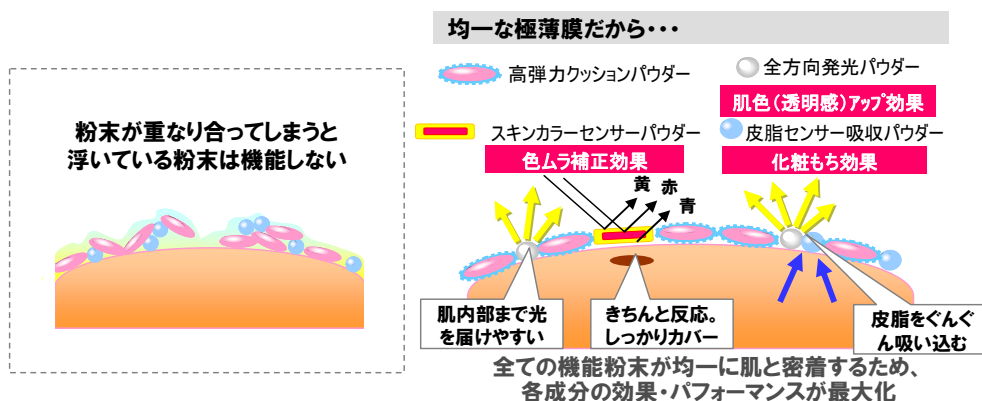 均一な極薄膜だから・・・
高弾力クッションパウダー
全方向発光パウダー
肌色（透明感）アップ効果
スキンカラーセンサーパウダー
皮脂センサー吸収パウダー
色ムラ補正効果
化粧もち効果
粉末が重なり合ってしまうと
浮いている粉末は機能しない
黄
赤
青
肌内部まで光
を届けやすい
きちんと反応。
しっかりカバー
皮脂をぐんぐ
ん吸い込む
全ての機能粉末が均一に肌と密着するため、
各成分の効果・パフォーマンスが最大化